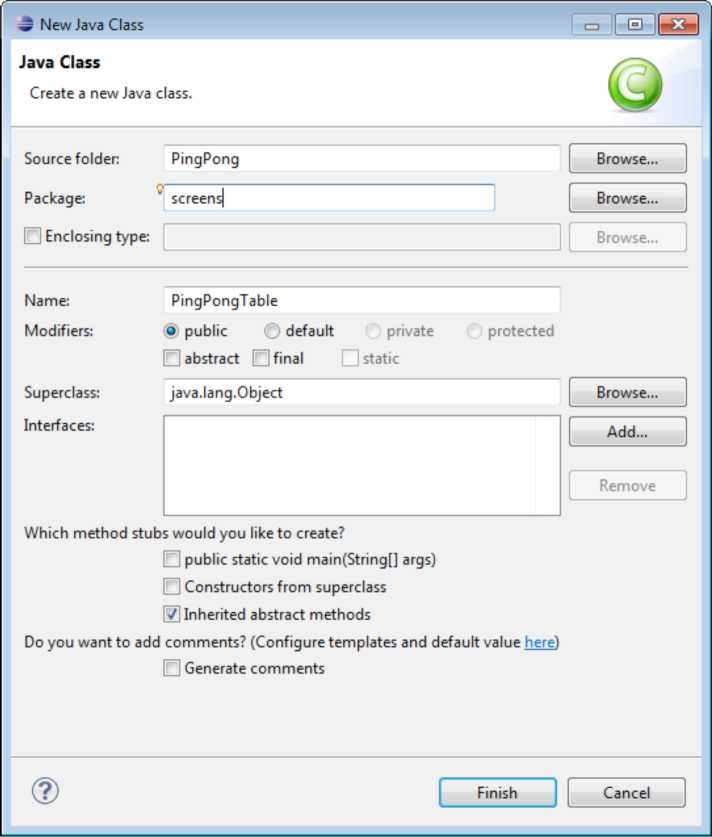 New Java Class
Java Class
Create a new Java class.
Source folder: PingPong Browse...
Package: screens Browse...
Enclosing type: Browse...
Name: PingPongTable
Modifiers: public default private protected
abstract final static
Superclass: java.lang.Object Browse...
Interfaces: Add...
Remove
Which method stubs would you like to create?
public static void main(String[] args)
Constructors from superclass
Inherited abstract methods
Do you want to add comments? (Configure templates and default value here)
Generate comments
? Finish Cancel